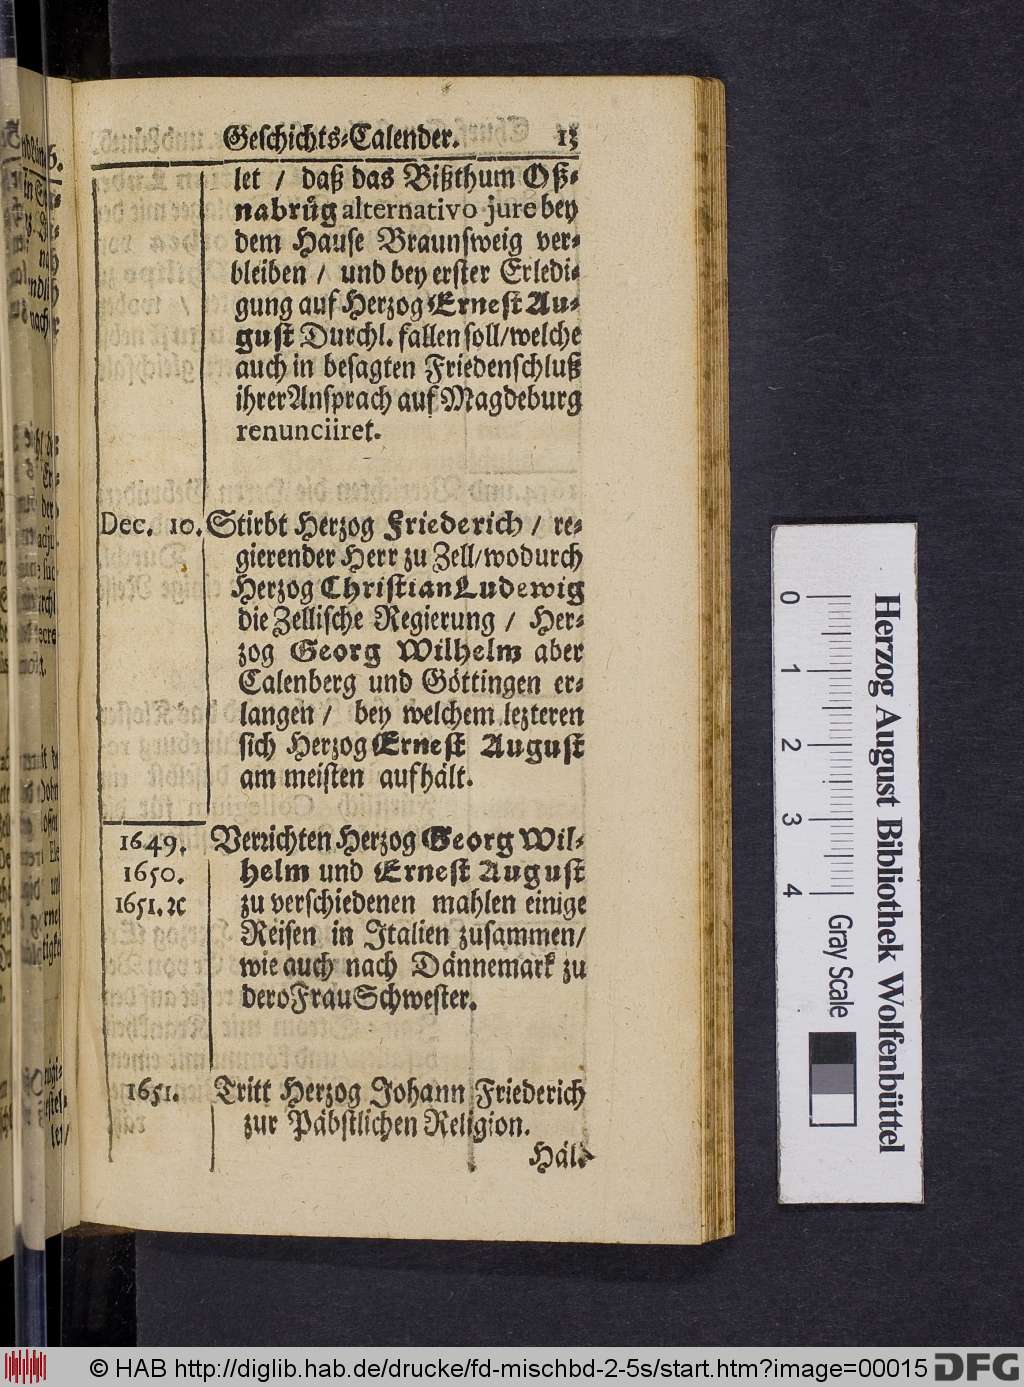 Geschichts-Calender. 13
let / daß das Bißthum Oß-
nabrüg alternativo jure bey
dem Hause Braunsweig ver-
bleiben / und bey erster Erledi-
gung auf Herzog Ernest Au-
gust Durchl. fallen soll/welche
auch in besagten Friedenschluß
ihrer Ansprach auf Magdeburg
renunciiret.
Dec. 10. Stirbt Herzog Friederich / re-
gierender Herr zu Zell/wodurch
Herzog Christian Ludewig
die Zellische Regierung / Her-
zog Georg Wilhelm aber
Calenberg und Göttingen er-
langen / bey welchem lezteren
sich Herzog Ernest August
am meisten aufhält.
1649. Verrichten Herzog Georg Wil-
1650. helm und Ernest August
1651. ꝛc zu verschiedenen mahlen einige
Reisen in Italien zusammen/
wie auch nach Dännemark zu
dero Frau Schwester.
1651. Tritt Herzog Johann Friederich
zur Päbstlichen Religion.
Häl-
Herzog August Bibliothek Wolfenbüttel
0 1 2 3 4 Gray Scale
© HAB http://diglib.hab.de/drucke/fd-mischbd-2-5s/start.htm?image=00015 DFG